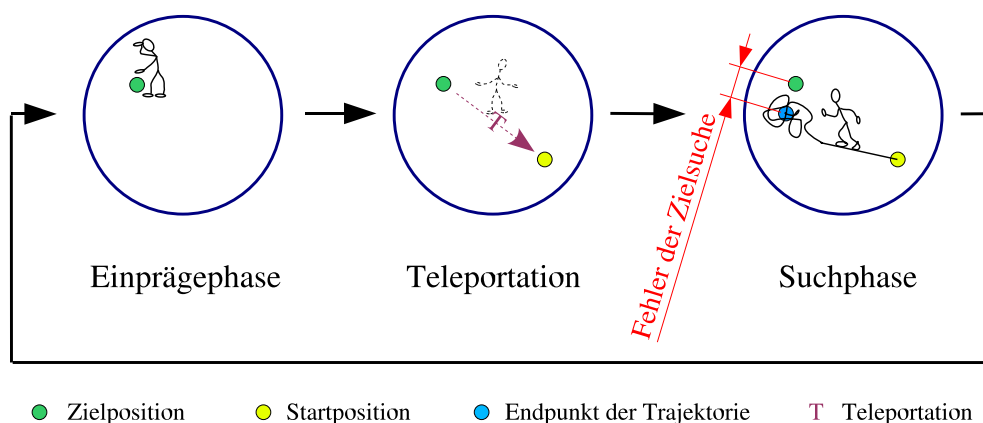 T
Fehler der Zielsuche
Einprägephase
Teleportation
Suchphase
Zielposition
Startposition
Endpunkt der Trajektorie
T Teleportation